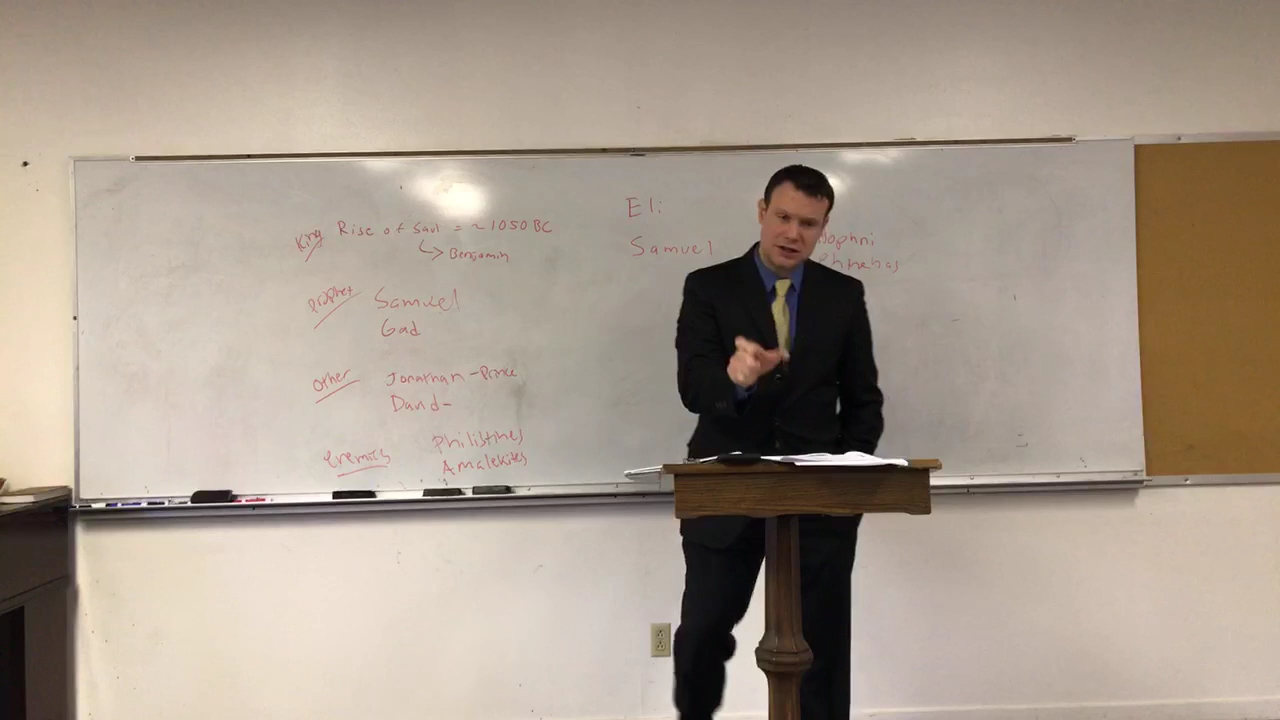 King Rise of Saul = ~ 1050 BC
Benjamin
Prophet Samuel
Gad
Other Jonathan - Prince
David -
Enemies Philistines
Amalekites
Eli
Samuel Hophni
Phinehas